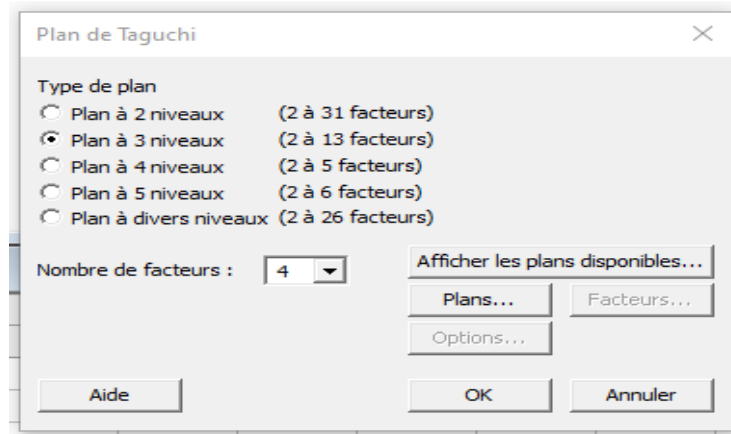 Plan de Taguchi
Type de plan
Plan à 2 niveaux (2 à 31 facteurs)
Plan à 3 niveaux (2 à 13 facteurs)
Plan à 4 niveaux (2 à 5 facteurs)
Plan à 5 niveaux (2 à 6 facteurs)
Plan à divers niveaux (2 à 26 facteurs)
Nombre de facteurs : 4 Afficher les plans disponibles...
Plans... Facteurs...
Options...
Aide OK Annuler